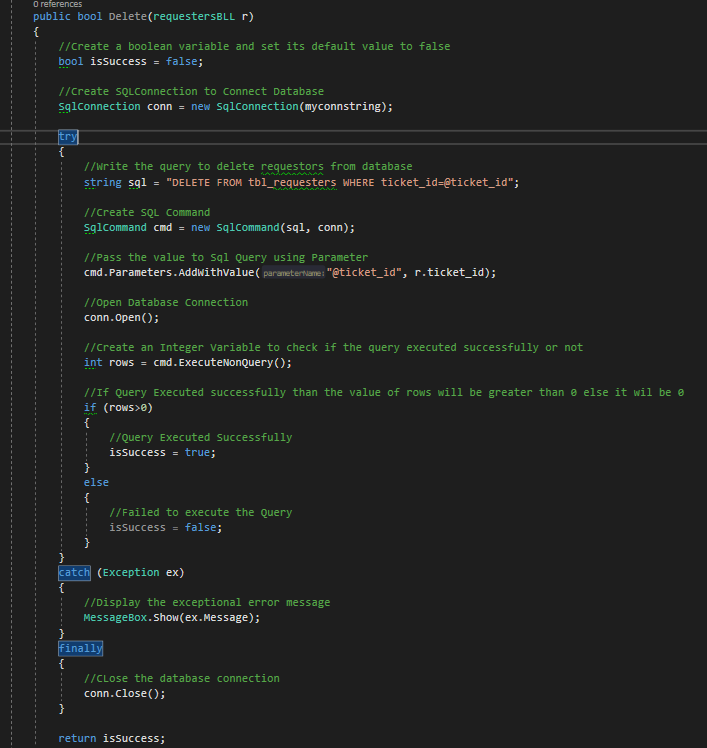 0 references
public bool Delete(requestersBLL r)
{
//Create a boolean variable and set its default value to false
bool isSuccess = false;
//Create SQLConnection to Connect Database
SqlConnection conn = new SqlConnection(myconnstring);
try
{
//Write the query to delete requestors from database
string sql = "DELETE FROM tbl_requesters WHERE ticket_id=@ticket_id";
//Create SQL Command
SqlCommand cmd = new SqlCommand(sql, conn);
//Pass the value to Sql Query using Parameter
cmd.Parameters.AddWithValue(parameterName:"@ticket_id", r.ticket_id);
//Open Database Connection
conn.Open();
//Create an Integer Variable to check if the query executed successfully or not
int rows = cmd.ExecuteNonQuery();
//If Query Executed successfully than the value of rows will be greater than 0 else it wil be 0
if (rows>0)
{
//Query Executed Successfully
isSuccess = true;
}
else
{
//Failed to execute the Query
isSuccess = false;
}
}
catch (Exception ex)
{
//Display the exceptional error message
MessageBox.Show(ex.Message);
}
finally
{
//CLose the database connection
conn.Close();
}
return isSuccess;